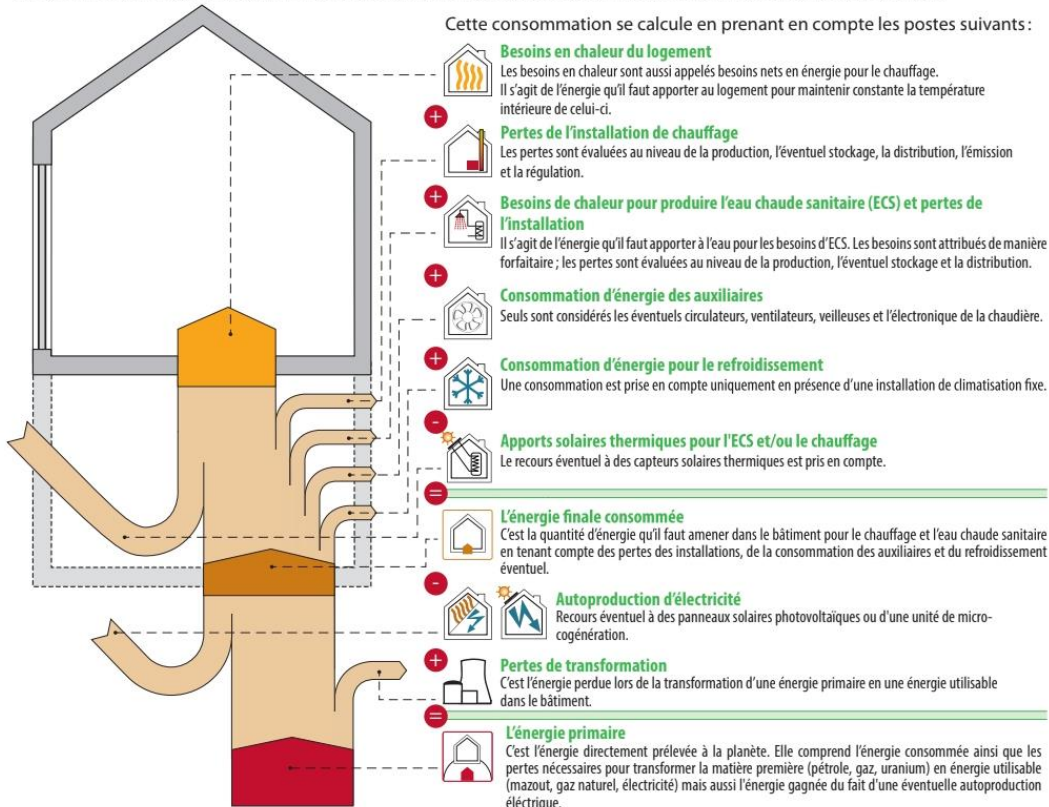 Cette consommation se calcule en prenant en compte les postes suivants :
Besoins en chaleur du logement
Les besoins en chaleur sont aussi appelés besoins nets en énergie pour le chauffage.
Il s'agit de l'énergie qu'il faut apporter au logement pour maintenir constante la température
intérieure de celui-ci.
+
Pertes de l'installation de chauffage
Les pertes sont évaluées au niveau de la production, l'éventuel stockage, la distribution, l'émission
et la régulation.
+
Besoins de chaleur pour produire l'eau chaude sanitaire (ECS) et pertes de
l'installation
Il s'agit de l'énergie qu'il faut apporter à l'eau pour les besoins d'ECS. Les besoins sont attribués de manière
forfaitaire ; les pertes sont évaluées au niveau de la production, l'éventuel stockage et la distribution.
+
Consommation d'énergie des auxiliaires
Seuls sont considérés les éventuels circulateurs, ventilateurs, veilleuses et l'électronique de la chaudière.
+
Consommation d'énergie pour le refroidissement
Une consommation est prise en compte uniquement en présence d'une installation de climatisation fixe.
-
Apports solaires thermiques pour l'ECS et/ou le chauffage
Le recours éventuel à des capteurs solaires thermiques est pris en compte.
=
L'énergie finale consommée
C'est la quantité d'énergie qu'il faut amener dans le bâtiment pour le chauffage et l'eau chaude sanitaire
en tenant compte des pertes des installations, de la consommation des auxiliaires et du refroidissement
éventuel.
-
Autoproduction d'électricité
Recours éventuel à des panneaux solaires photovoltaïques ou d'une unité de micro-
cogénération.
+
Pertes de transformation
C'est l'énergie perdue lors de la transformation d'une énergie primaire en une énergie utilisable
dans le bâtiment.
=
L'énergie primaire
C'est l'énergie directement prélevée à la planète. Elle comprend l'énergie consommée ainsi que les
pertes nécessaires pour transformer la matière première (pétrole, gaz, uranium) en énergie utilisable
(mazout, gaz naturel, électricité) mais aussi l'énergie gagnée du fait d'une éventuelle autoproduction
éléctrique.